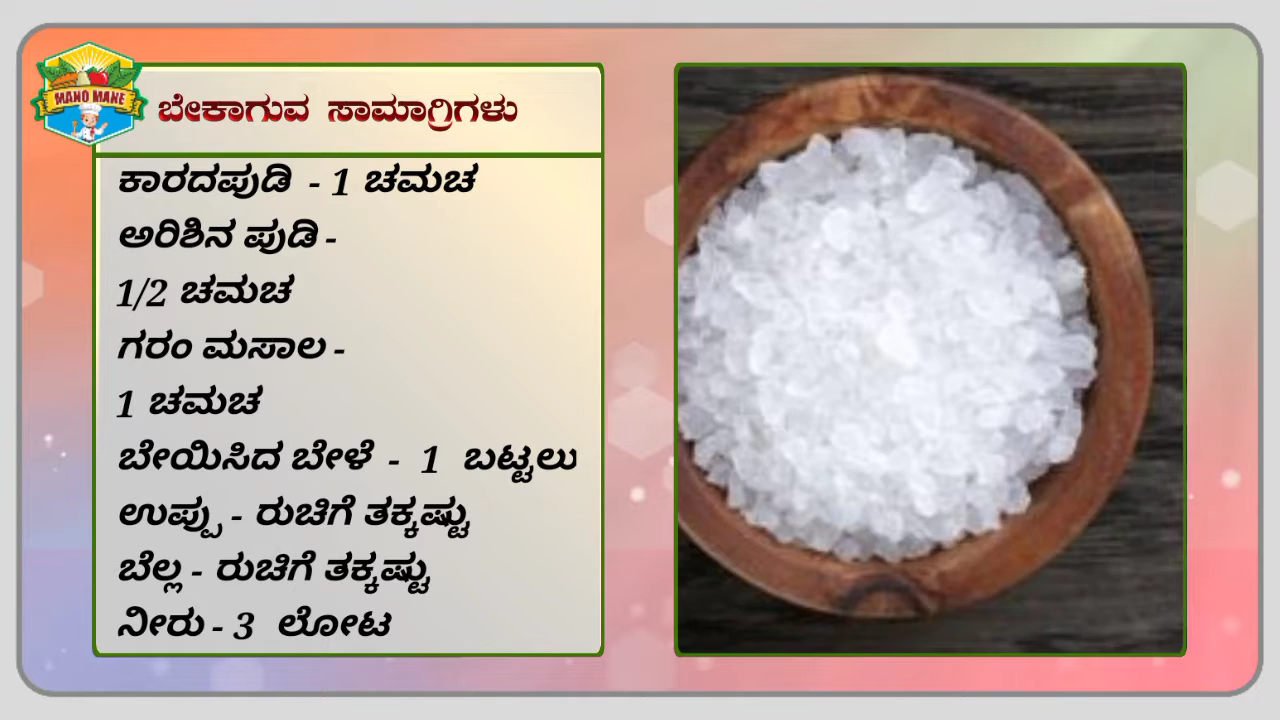 MANO MANE
ಬೇಕಾಗುವ ಸಾಮಾಗ್ರಿಗಳು
ಕಾರದಪುಡಿ - 1 ಚಮಚ
ಅರಿಶಿನ ಪುಡಿ -
1/2 ಚಮಚ
ಗರಂ ಮಸಾಲ -
1 ಚಮಚ
ಬೇಯಿಸಿದ ಬೇಳೆ - 1 ಬಟ್ಟಲು
ಉಪ್ಪು - ರುಚಿಗೆ ತಕ್ಕಷ್ಟು
ಬೆಲ್ಲ - ರುಚಿಗೆ ತಕ್ಕಷ್ಟು
ನೀರು - 3 ಲೋಟ